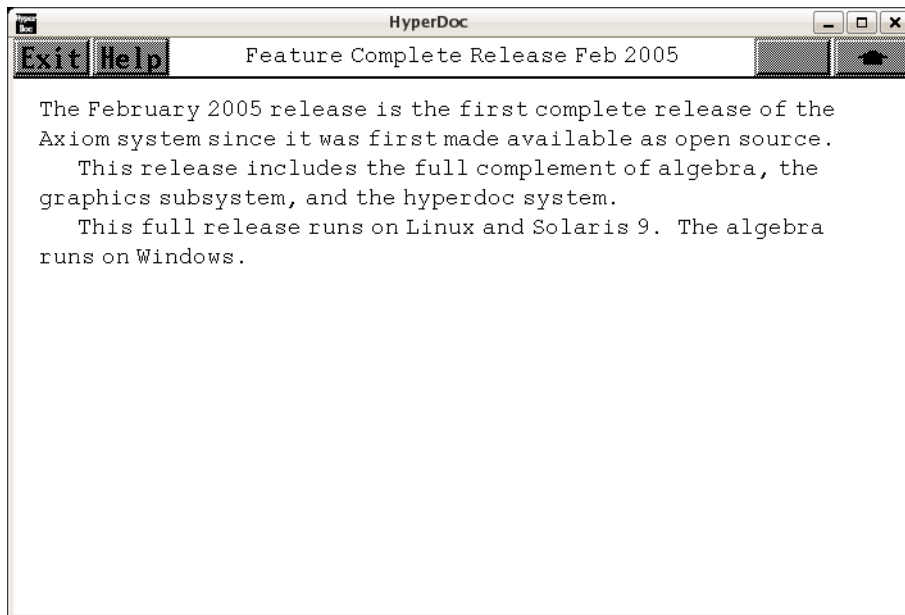 Hyper
Doc
HyperDoc
Exit Help Feature Complete Release Feb 2005
The February 2005 release is the first complete release of the
Axiom system since it was first made available as open source.
This release includes the full complement of algebra, the
graphics subsystem, and the hyperdoc system.
This full release runs on Linux and Solaris 9. The algebra
runs on Windows.